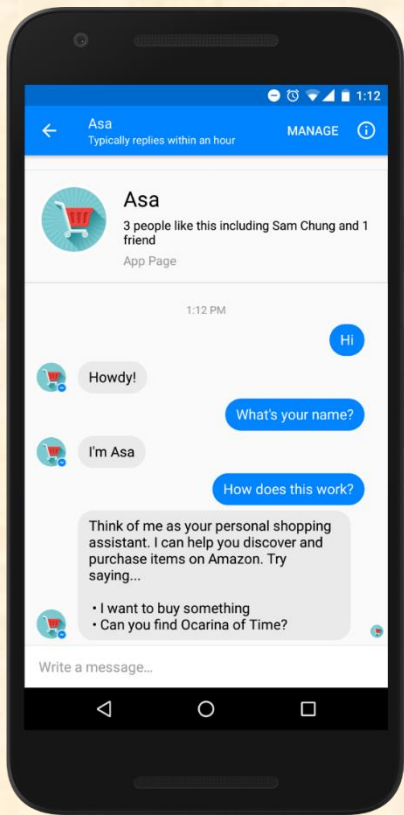 1:12
Asa
Typically replies within an hour
MANAGE
Asa
3 people like this including Sam Chung and 1
friend
App Page
1:12 PM
Hi
Howdy!
What's your name?
I'm Asa
How does this work?
Think of me as your personal shopping
assistant. I can help you discover and
purchase items on Amazon. Try
saying...
• I want to buy something
• Can you find Ocarina of Time?
Write a message...